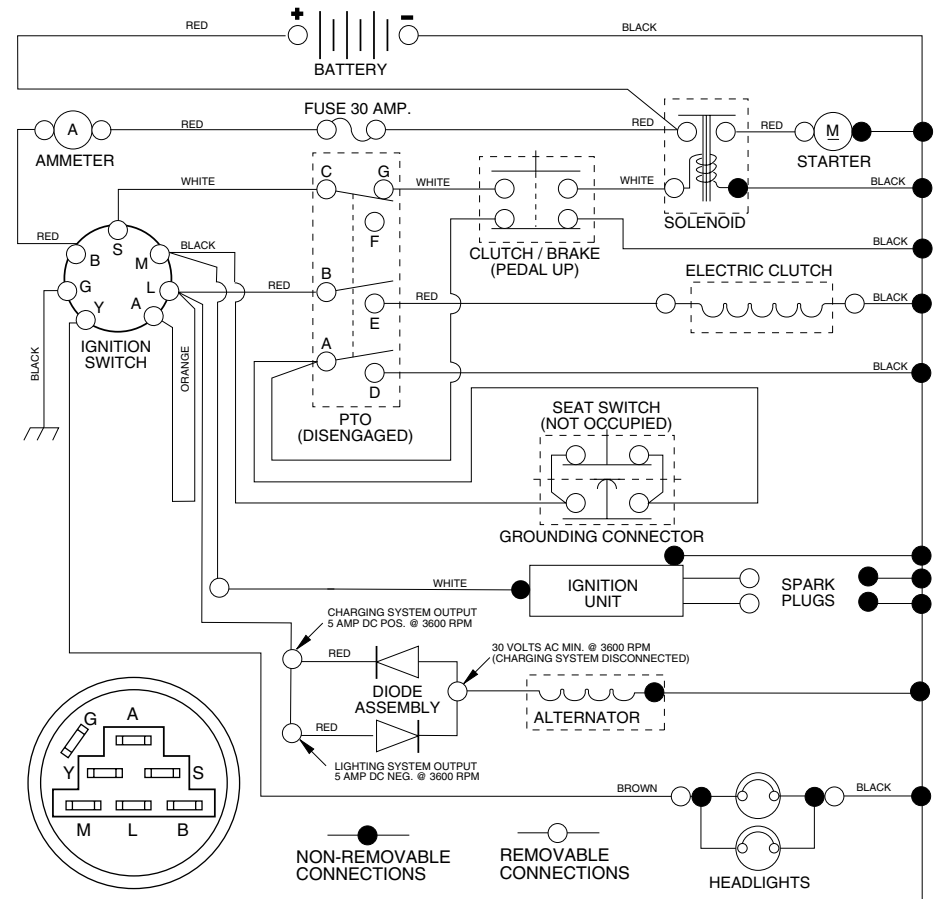 + −
RED
BLACK
BATTERY
FUSE 30 AMP.
A
RED
RED
RED
M
AMMETER
STARTER
C
G
WHITE
WHITE
WHITE
BLACK
SOLENOID
F
S
RED
B
M
BLACK
CLUTCH / BRAKE
(PEDAL UP)
BLACK
G
L
RED
B
ELECTRIC CLUTCH
Y
A
RED
E
BLACK
IGNITION
SWITCH
BLACK
ORANGE
A
D
BLACK
PTO
(DISENGAGED)
SEAT SWITCH
(NOT OCCUPIED)
GROUNDING CONNECTOR
WHITE
IGNITION
UNIT
SPARK
PLUGS
CHARGING SYSTEM OUTPUT
5 AMP DC POS. @ 3600 RPM
30 VOLTS AC MIN. @ 3600 RPM
(CHARGING SYSTEM DISCONNECTED)
RED
DIODE
ASSEMBLY
RED
ALTERNATOR
LIGHTING SYSTEM OUTPUT
5 AMP DC NEG. @ 3600 RPM
G
A
Y
S
M
L
B
BROWN
BLACK
NON-REMOVABLE
CONNECTIONS
REMOVABLE
CONNECTIONS
HEADLIGHTS